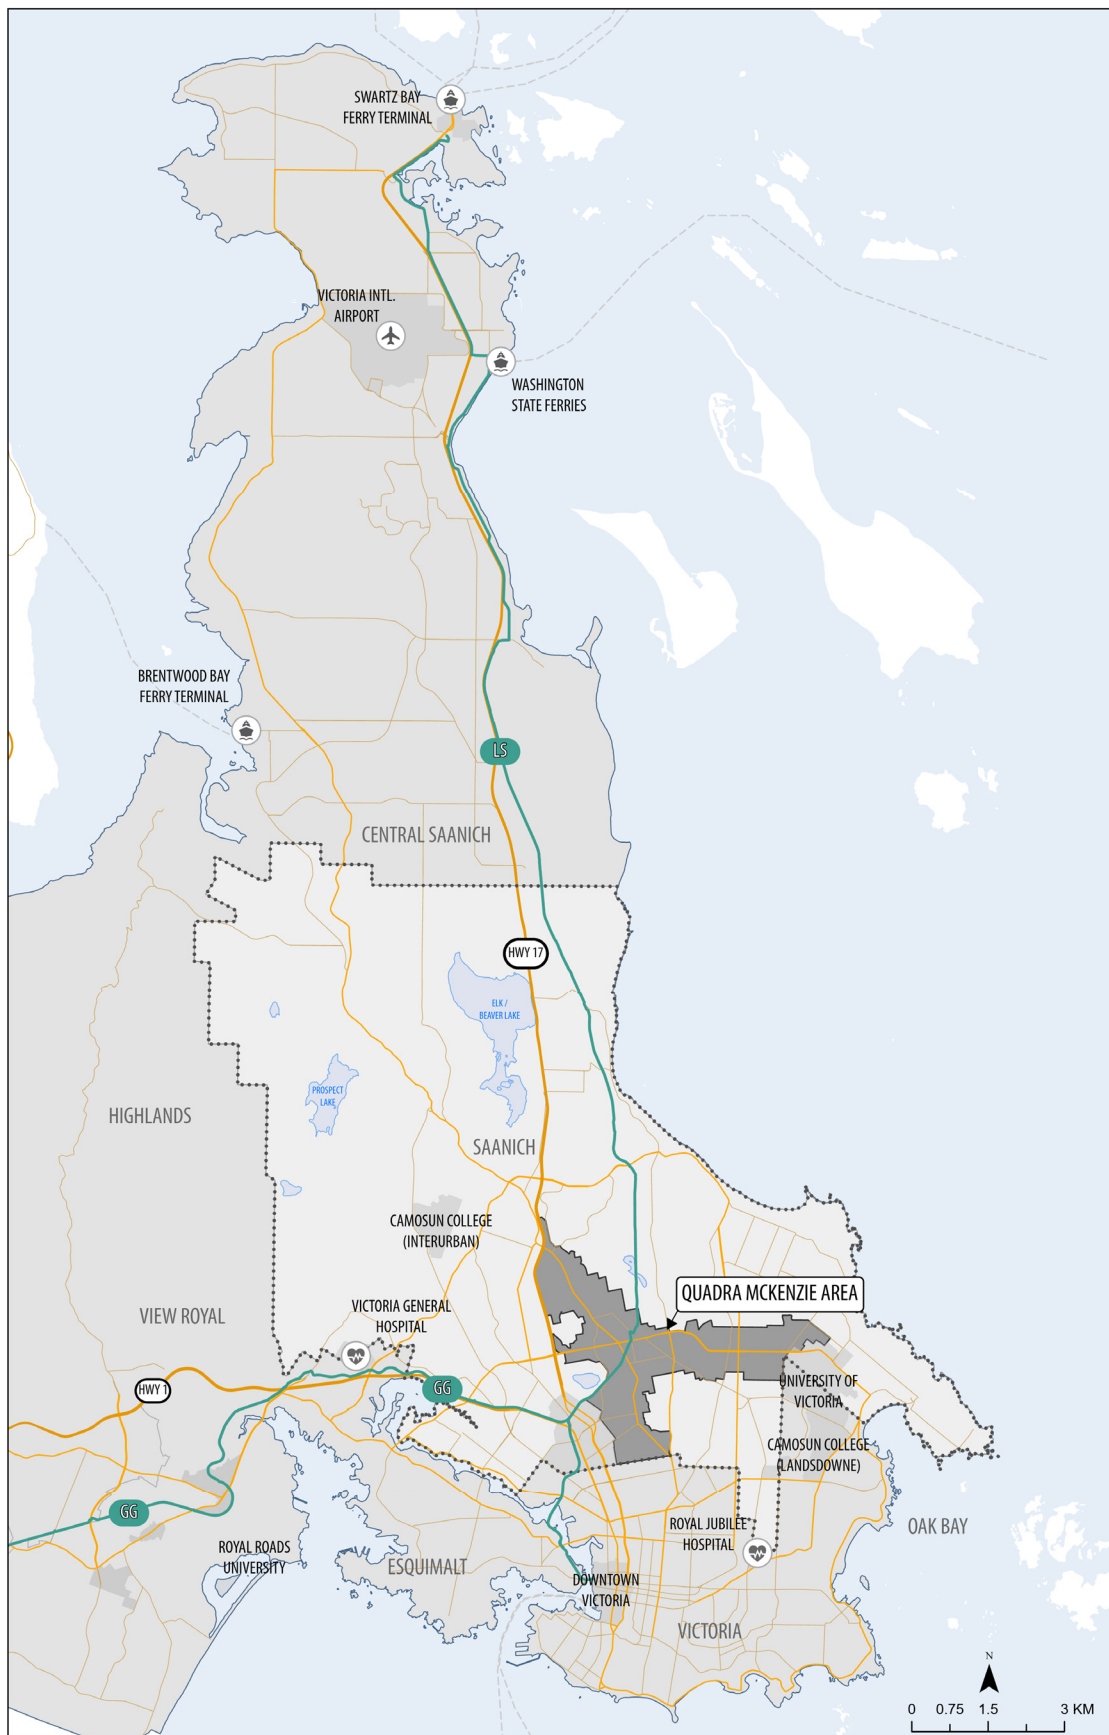 SWARTZ BAY
FERRY TERMINAL
VICTORIA INTL.
AIRPORT
WASHINGTON
STATE FERRIES
BRENTWOOD BAY
FERRY TERMINAL
LS
CENTRAL SAANICH
HWY 17
ELK /
BEAVER LAKE
PROSPECT
LAKE
HIGHLANDS
SAANICH
CAMOSUN COLLEGE
(INTERURBAN)
QUADRA MCKENZIE AREA
VICTORIA GENERAL
HOSPITAL
VIEW ROYAL
HWY 1
GG
UNIVERSITY OF
VICTORIA
CAMOSUN COLLEGE
(LANDSDOWNE)
GG
ROYAL JUBILEE
HOSPITAL
OAK BAY
ROYAL ROADS
UNIVERSITY
ESQUIMALT
DOWNTOWN
VICTORIA
VICTORIA
N
0 0.75 1.5 3 KM